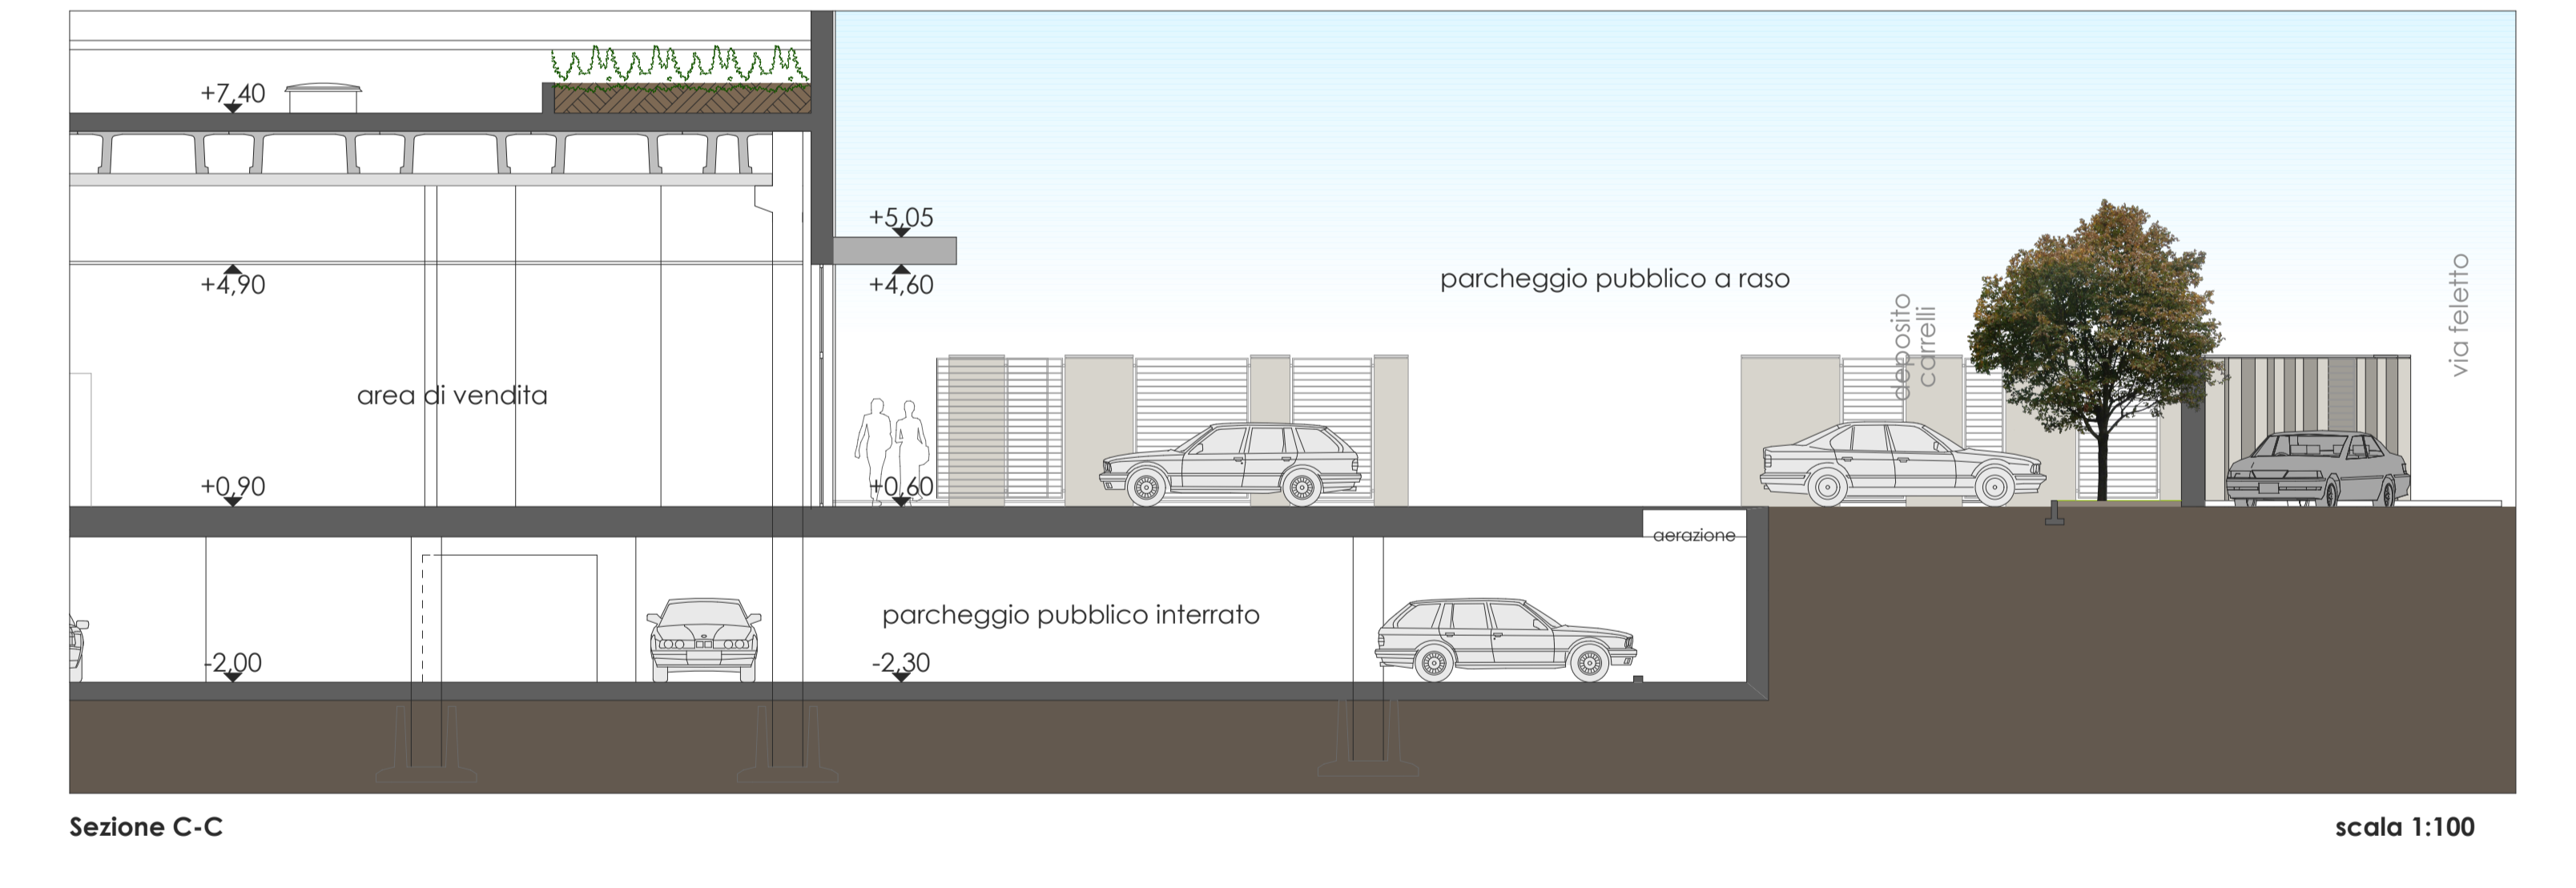 +7,40
+5,05
+4,90
+4,60
parcheggio pubblico a raso
deposito
carrelli
via feletto
area di vendita
+0,90
+0,60
aerazione
parcheggio pubblico interrato
-2,00
-2,30
Sezione C-C
scala 1:100